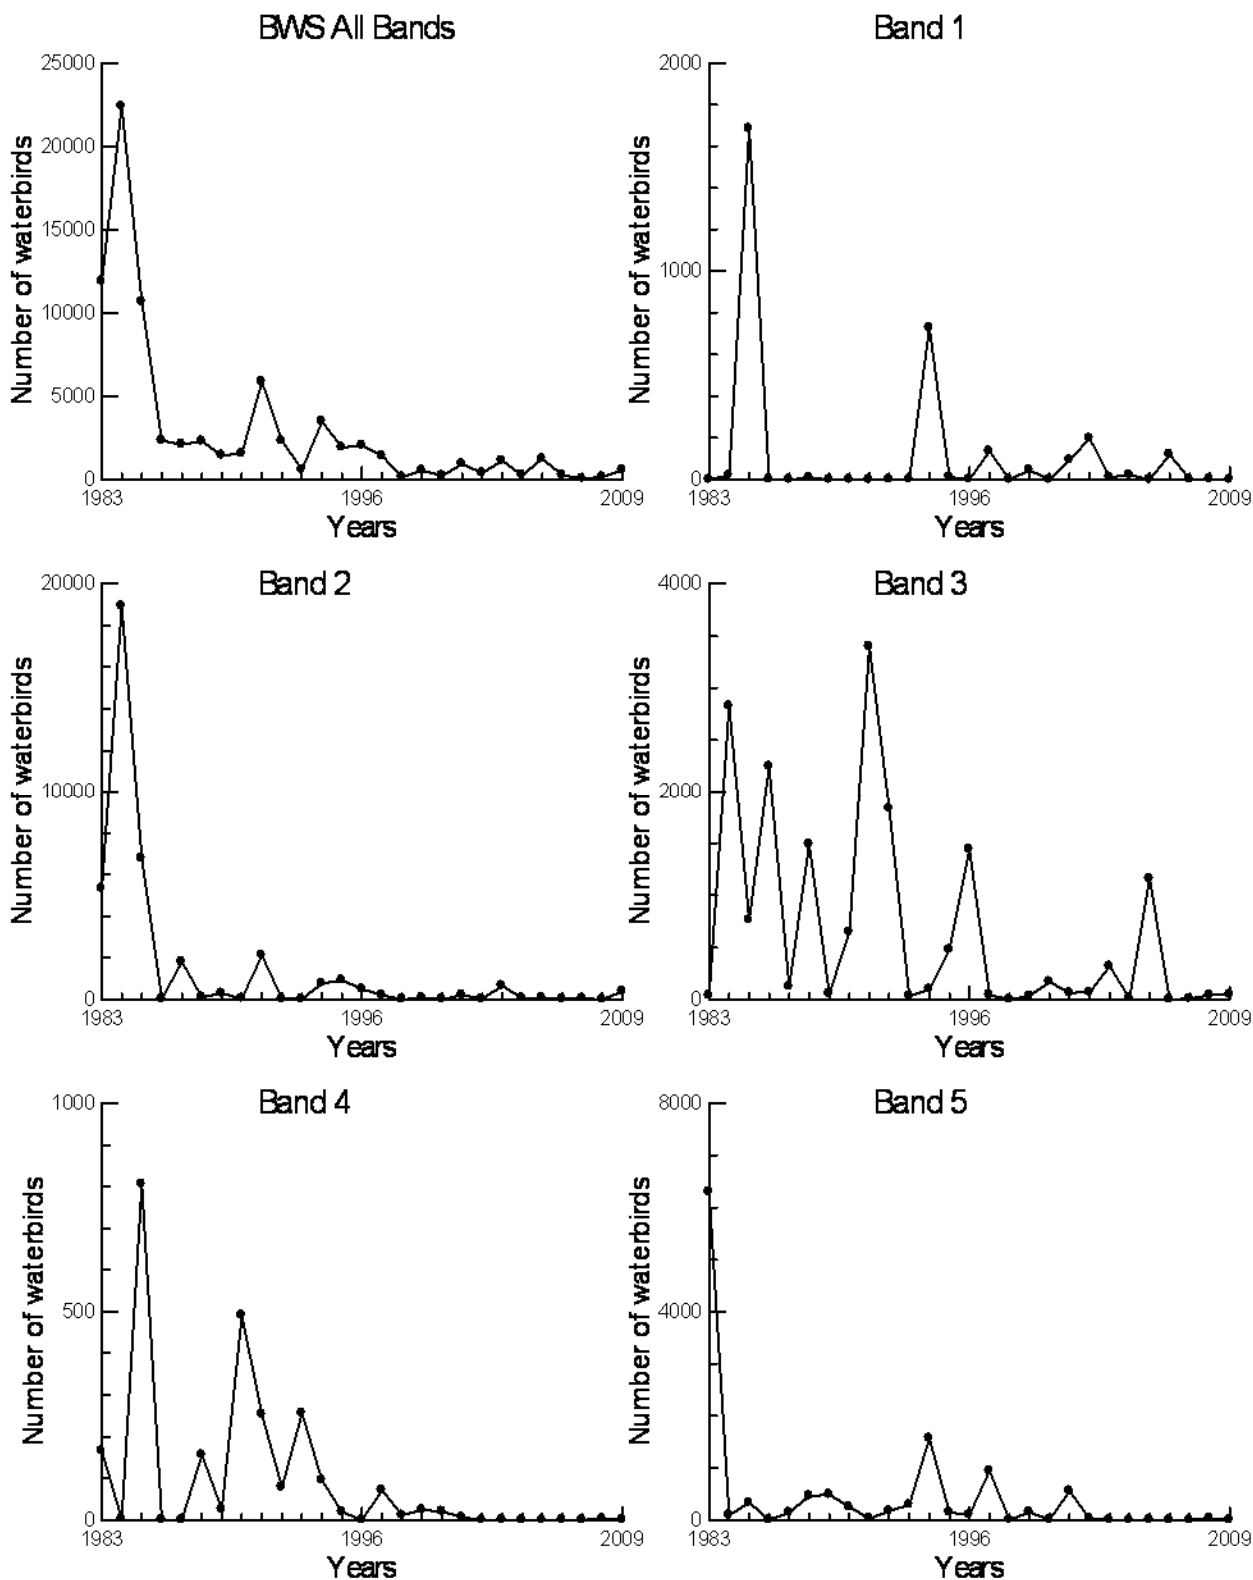 BWS All Bands
25000
20000
15000
10000
5000
0
Number of waterbirds
1983
1996
2009
Years
Band 1
2000
1000
0
Number of waterbirds
1983
1996
2009
Years
Band 2
20000
10000
0
Number of waterbirds
1983
1996
2009
Years
Band 3
4000
2000
0
Number of waterbirds
1983
1996
2009
Years
Band 4
1000
500
0
Number of waterbirds
1983
1996
2009
Years
Band 5
8000
4000
0
Number of waterbirds
1983
1996
2009
Years